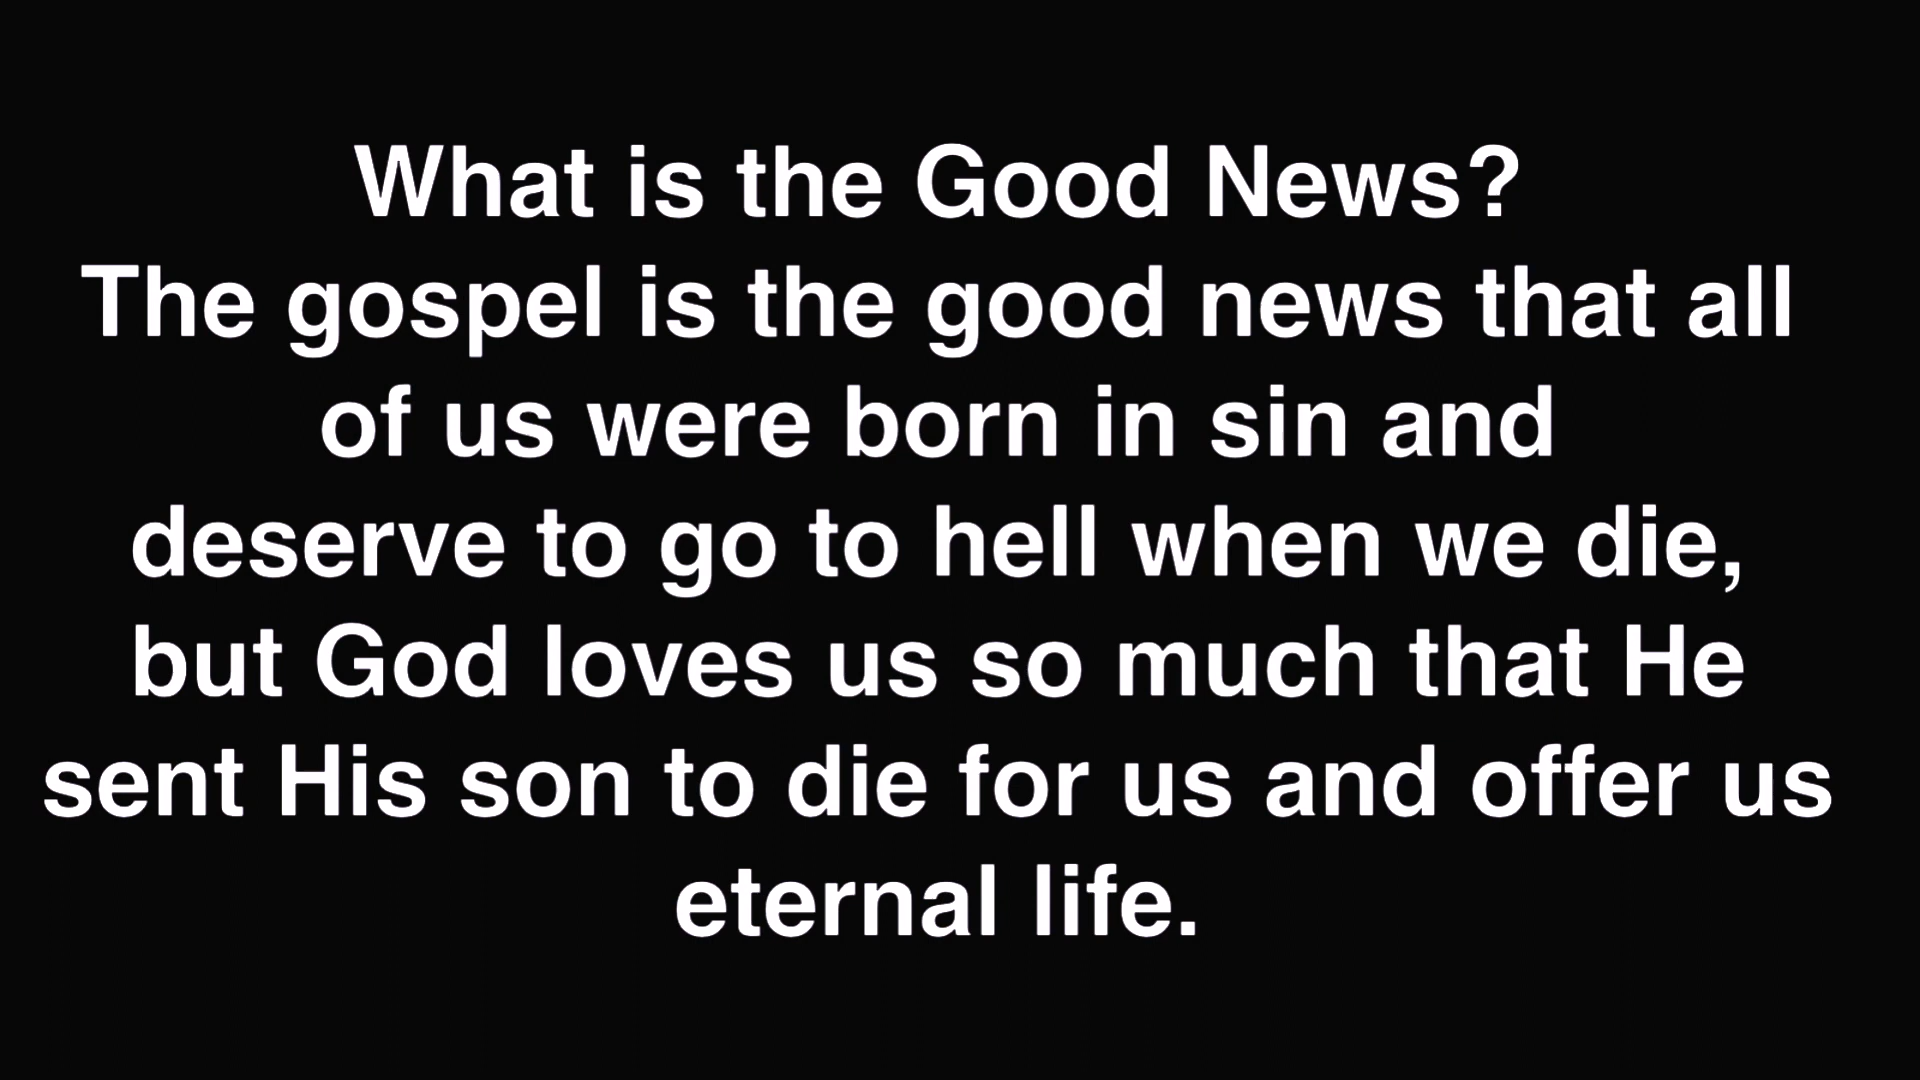 What is the Good News?
The gospel is the good news that all
of us were born in sin and
deserve to go to hell when we die,
but God loves us so much that He
sent His son to die for us and offer us
eternal life.